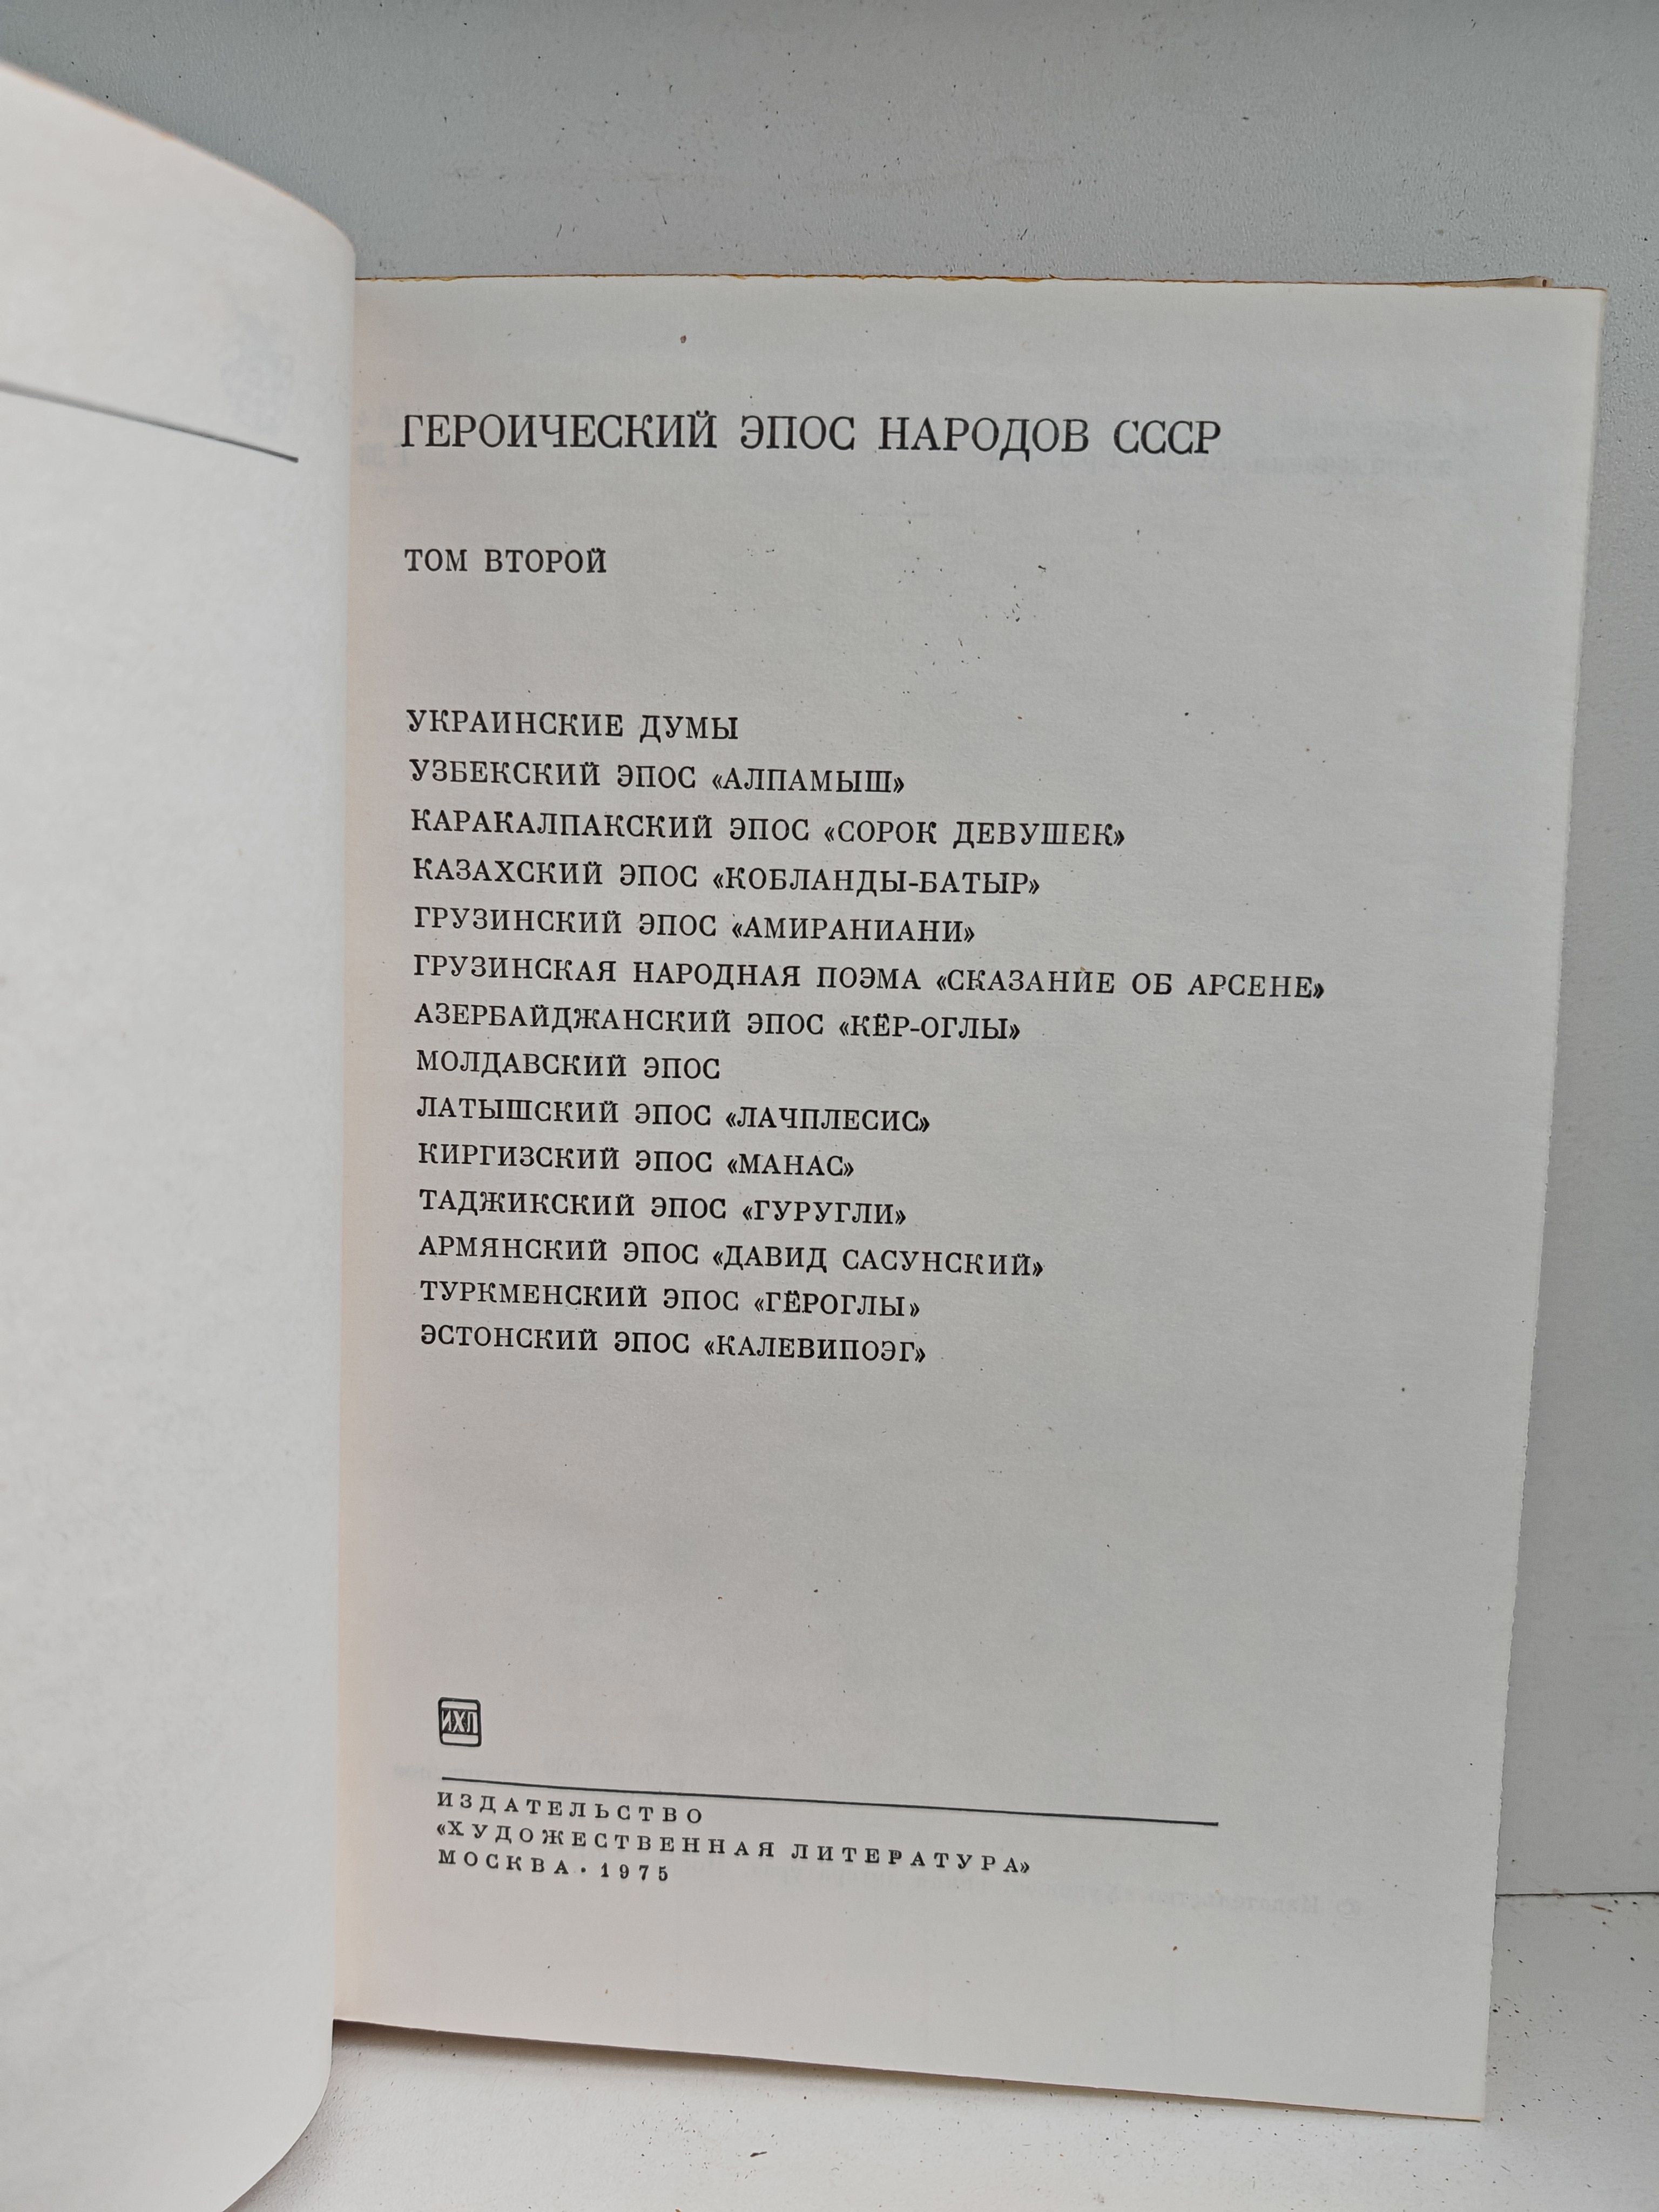 ГЕРОИЧЕСКИЙ ЭПОС НАРОДОВ СССР
ТОМ ВТОРОЙ
УКРАИНСКИЕ ДУМЫ
УЗБЕКСКИЙ ЭПОС «АЛПАМЫШ»
КАРАКАЛПАКСКИЙ ЭПОС «СОРОК ДЕВУШЕК»
КАЗАХСКИЙ ЭПОС «КОБЛАНДЫ-БАТЫР»
ГРУЗИНСКИЙ ЭПОС «АМИРАНИАНИ»
ГРУЗИНСКАЯ НАРОДНАЯ ПОЭМА «СКАЗАНИЕ ОБ АРСЕНЕ»
АЗЕРБАЙДЖАНСКИЙ ЭПОС «КЁР-ОГЛЫ»
МОЛДАВСКИЙ ЭПОС
ЛАТЫШСКИЙ ЭПОС «ЛАЧПЛЕСИС»
КИРГИЗСКИЙ ЭПОС «МАНАС»
ТАДЖИКСКИЙ ЭПОС «ГУРУГЛИ»
АРМЯНСКИЙ ЭПОС «ДАВИД САСУНСКИЙ»
ТУРКМЕНСКИЙ ЭПОС «ГЁРОГЛЫ»
ЭСТОНСКИЙ ЭПОС «КАЛЕВИПОЭГ»
ИХЛ
ИЗДАТЕЛЬСТВО
«ХУДОЖЕСТВЕННАЯ ЛИТЕРАТУРА»
МОСКВА · 1975